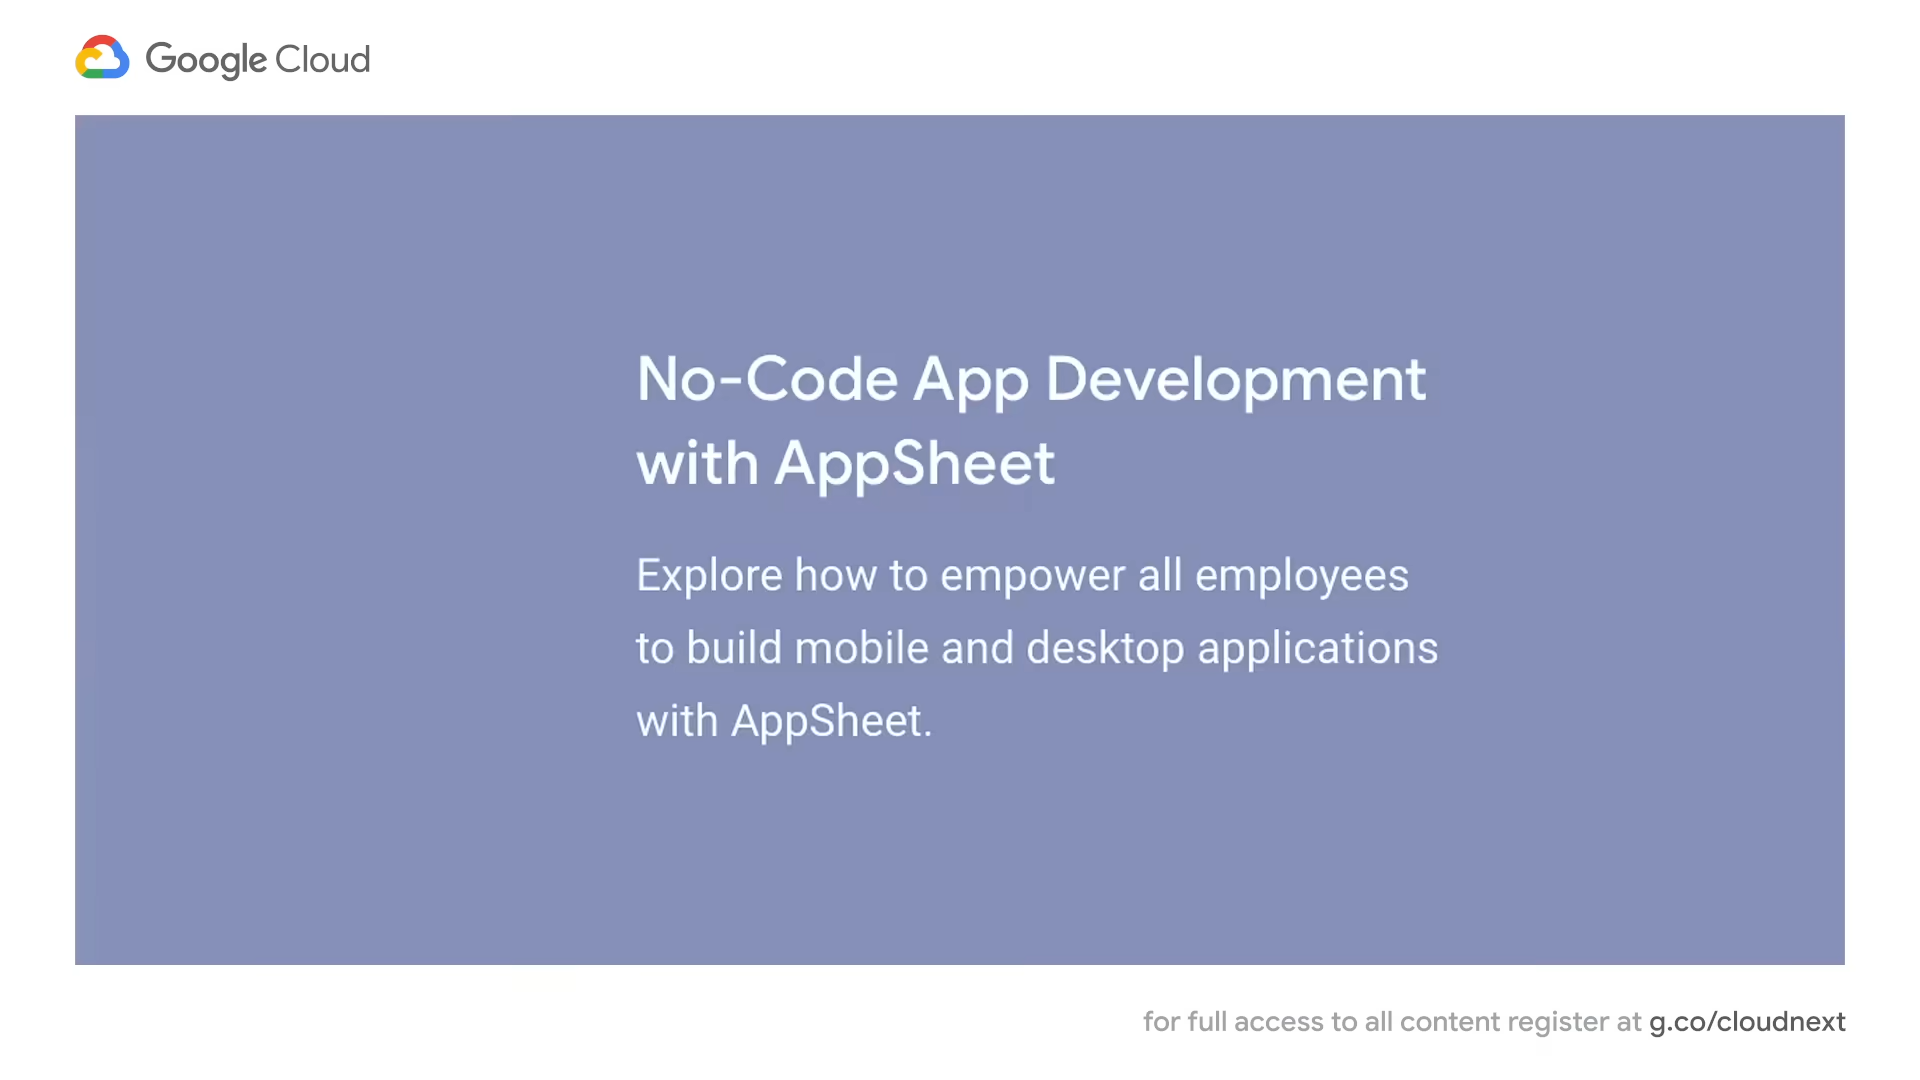 Google Cloud
No-Code App Development
with AppSheet
Explore how to empower all employees
to build mobile and desktop applications
with AppSheet.
for full access to all content register at g.co/cloudnext